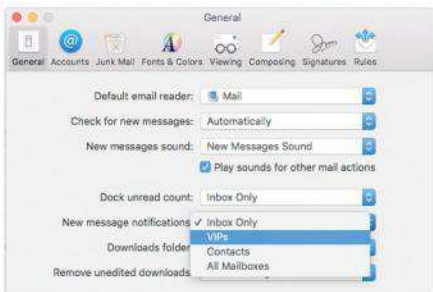 General
General Accounts Junk Mail Fonts & Colors Viewing Composing Signatures Rules
Default email reader: Mail
Check for new messages: Automatically
New messages sound: New Messages Sound
Play sounds for other mail actions
Dock unread count: Inbox Only
New message notifications ✓ Inbox Only
VIPs
Downloads folder
Contacts
All Mailboxes
Remove unedited downloads